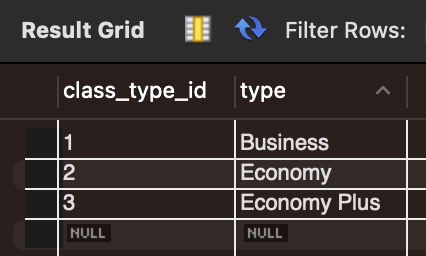 Result Grid Filter Rows:
class_type_id type
1 Business
2 Economy
3 Economy Plus
NULL NULL